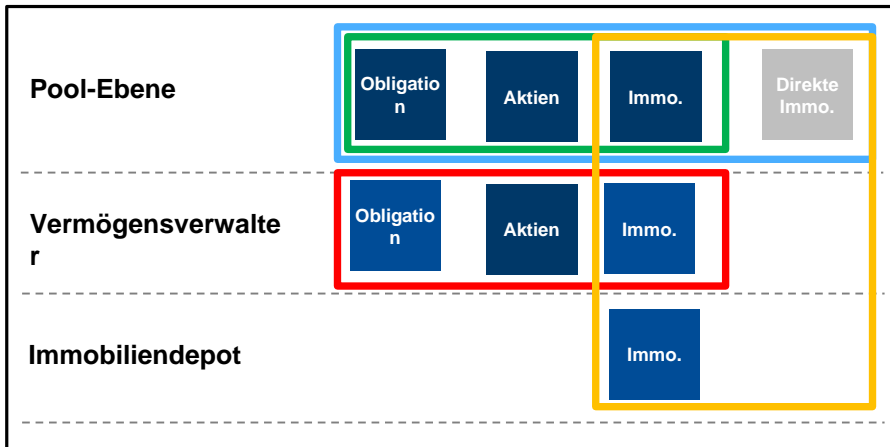 Pool-Ebene
Obligatio
n
Aktien
Immo.
Direkte
Immo.
Vermögensverwalte
r
Obligatio
n
Aktien
Immo.
Immobiliendepot
Immo.